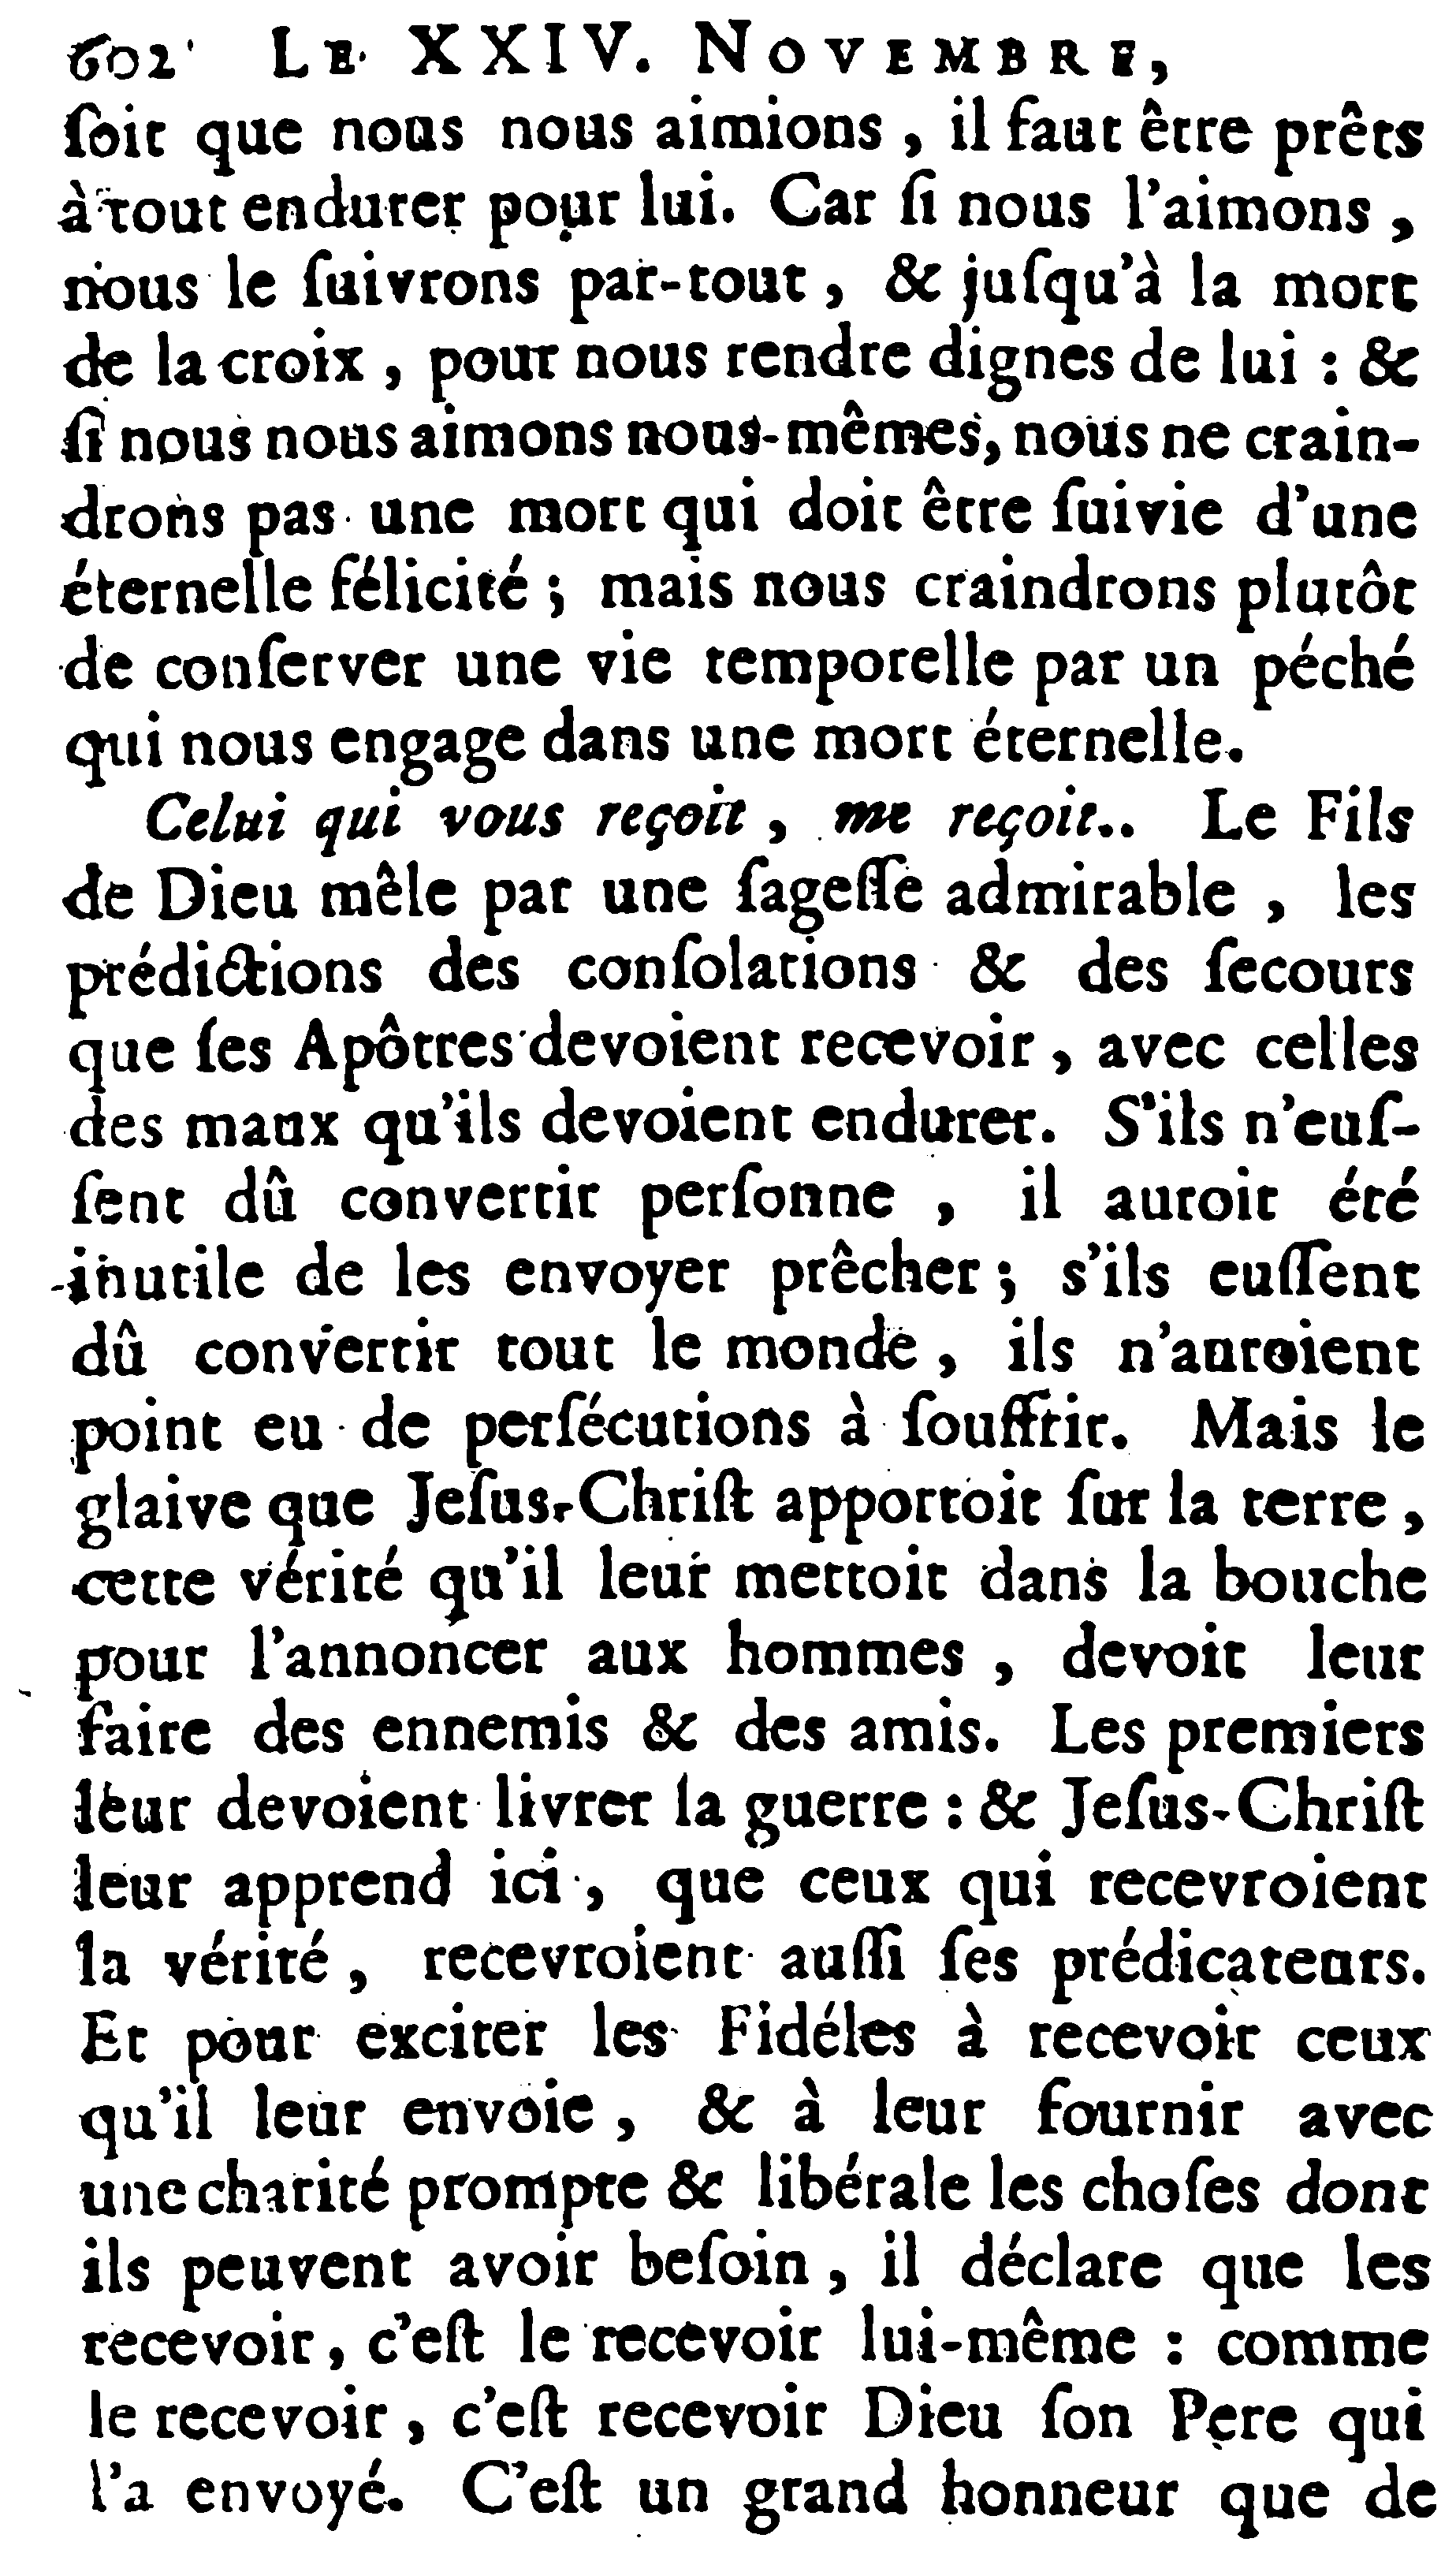 602 LE XXIV. NOVEMBRE,
ſoit que nous nous aimions, il faut être prêts
à tout endurer pour lui. Car ſi nous l'aimons,
nous le ſuivrons par-tout, & juſqu'à la mort
de la croix, pour nous rendre dignes de lui : &
ſi nous nous aimons nous-mêmes, nous ne crain-
drons pas une mort qui doit être ſuivie d'une
éternelle félicité ; mais nous craindrons plutôt
de conſerver une vie temporelle par un péché
qui nous engage dans une mort éternelle.
Celui qui vous reçoit, me reçoit.. Le Fils
de Dieu mêle par une ſageſſe admirable, les
prédictions des conſolations & des ſecours
que ſes Apôtres devoient recevoir, avec celles
des maux qu'ils devoient endurer. S'ils n'euſ-
ſent dû convertir perſonne, il auroit été
inutile de les envoyer prêcher ; s'ils euſſent
dû convertir tout le monde, ils n'auroient
point eu de perſécutions à ſouffrir. Mais le
glaive que Jeſus-Chriſt apportoit ſur la terre,
cette vérité qu'il leur mettoit dans la bouche
pour l'annoncer aux hommes, devoit leur
faire des ennemis & des amis. Les premiers
leur devoient livrer la guerre : & Jeſus-Chriſt
leur apprend ici, que ceux qui recevroient
la vérité, recevroient auſſi ſes prédicateurs.
Et pour exciter les Fidéles à recevoir ceux
qu'il leur envoie, & à leur fournir avec
une charité prompte & libérale les choſes dont
ils peuvent avoir beſoin, il déclare que les
recevoir, c'eſt le recevoir lui-même : comme
le recevoir, c'eſt recevoir Dieu ſon Pere qui
l'a envoyé. C'eſt un grand honneur que de